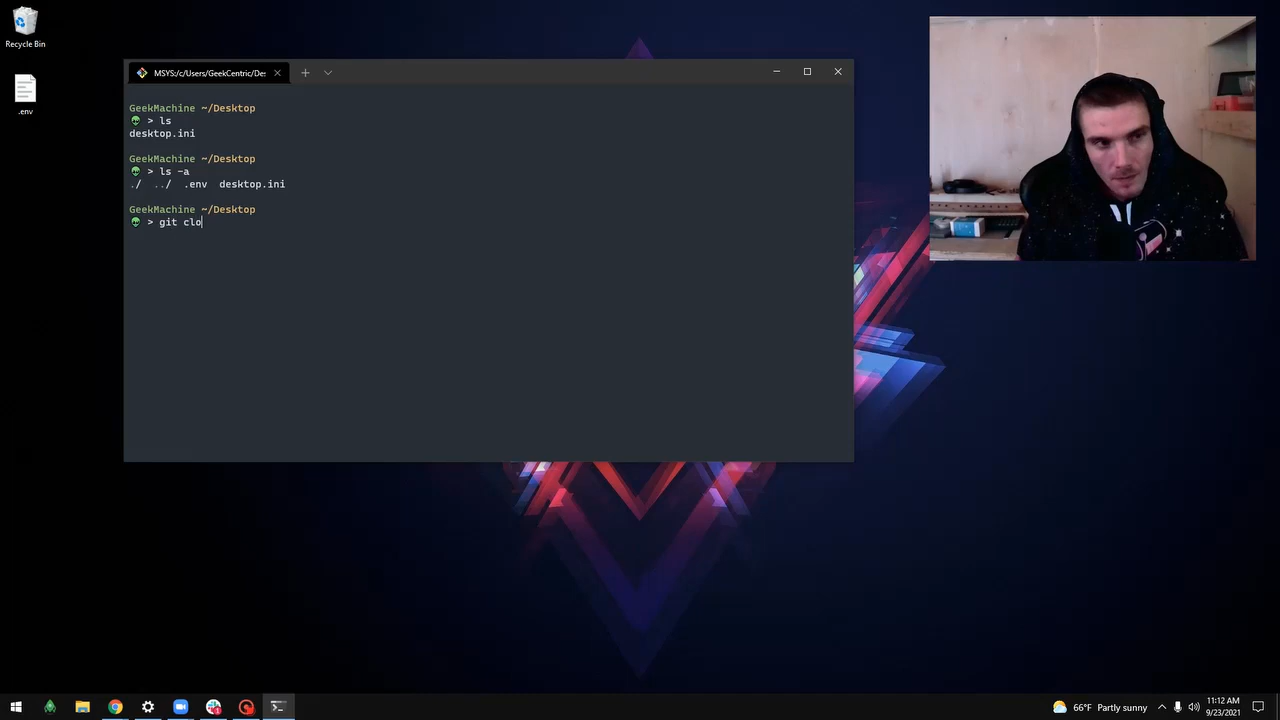 Recycle Bin
.env
MSYS:/c/Users/GeekCentric/Des
GeekMachine ~/Desktop
> ls
desktop.ini
GeekMachine ~/Desktop
> ls -a
./ ../ .env desktop.ini
GeekMachine ~/Desktop
> git clo
66°F Partly sunny
11:12 AM
9/23/2021